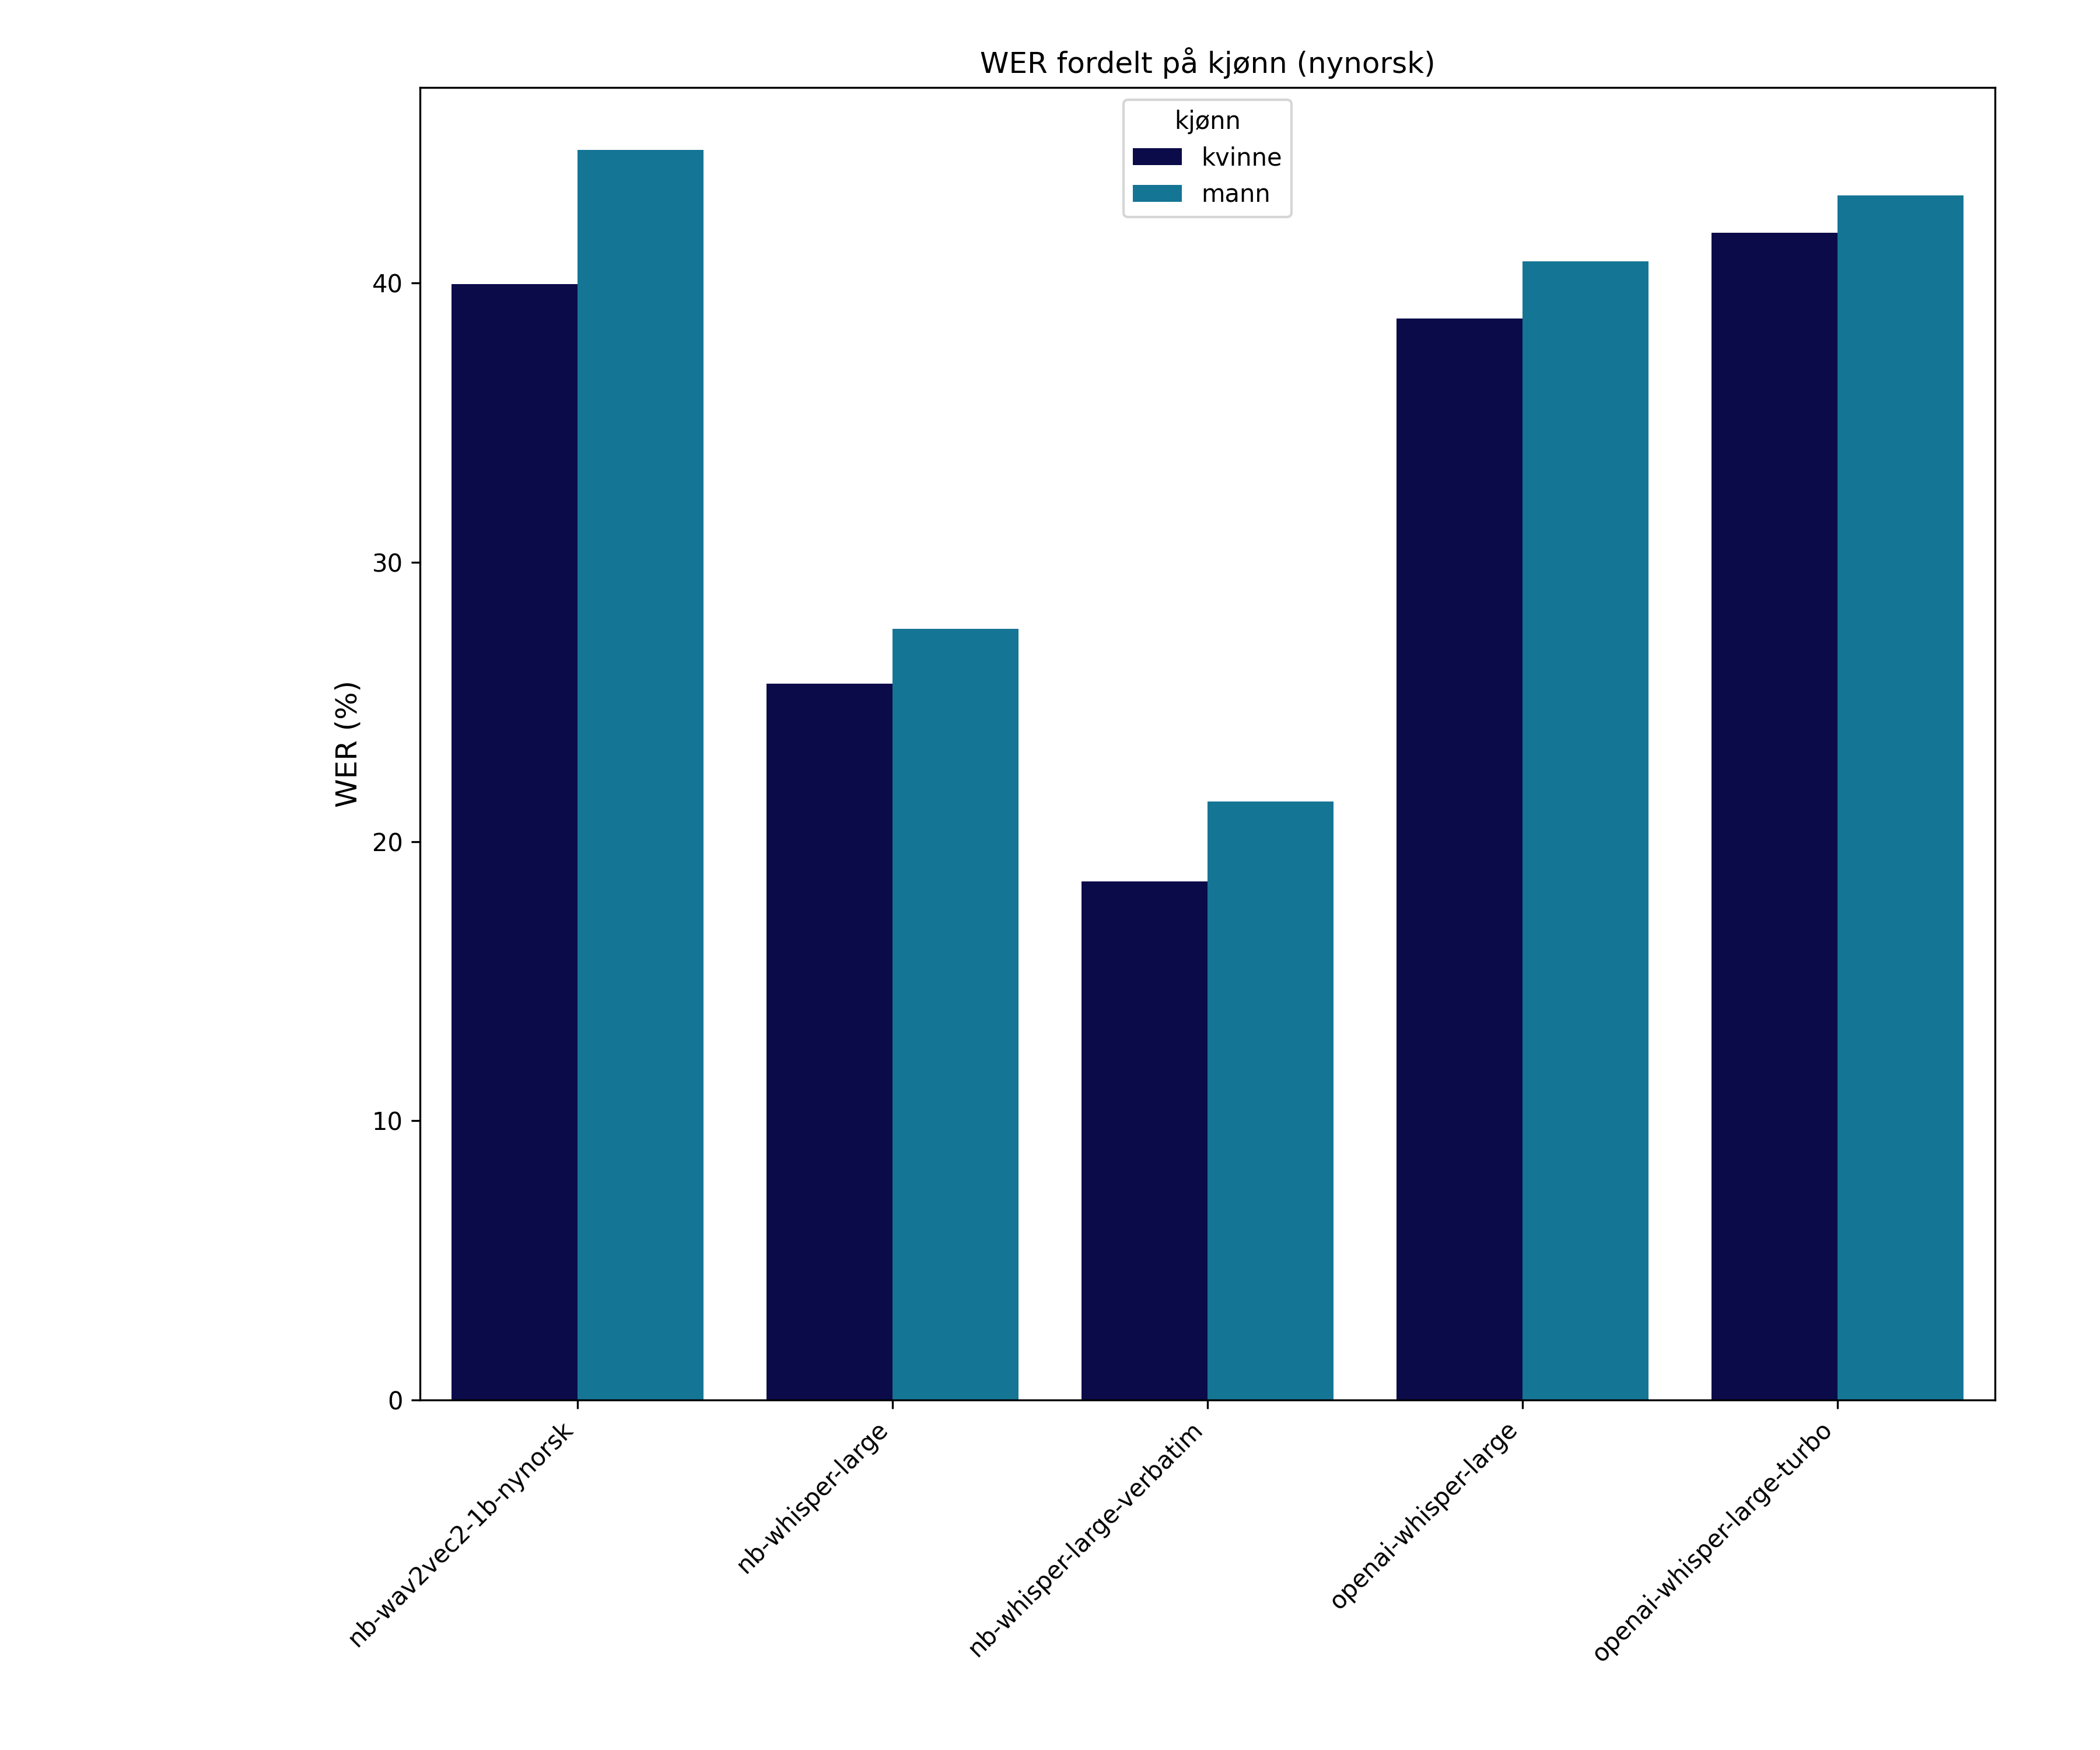 WER fordelt på kjønn (nynorsk)
kjønn
kvinne
mann
WER (%)
40
30
20
10
0
nb-wav2vec2-1b-nynorsk
nb-whisper-large
nb-whisper-large-verbatim
openai-whisper-large
openai-whisper-large-turbo